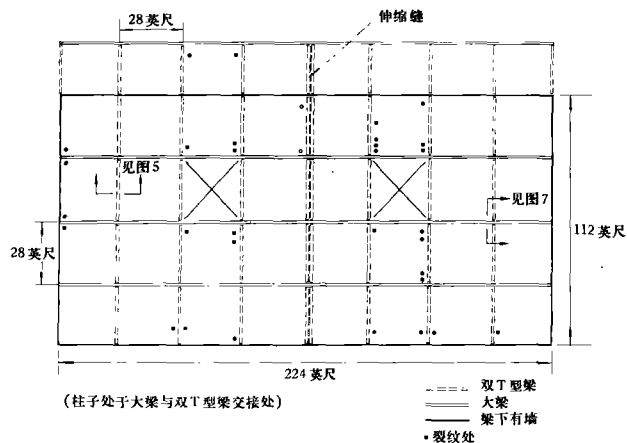 28英尺
伸缩缝
见图5
见图7
28英尺
112英尺
224英尺
(柱子处于大梁与双T型梁交接处)
双T型梁
大梁
梁下有墙
裂纹处